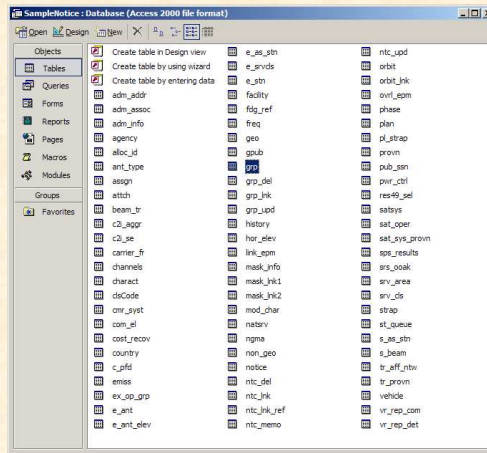 SampleNotice : Database (Access 2000 file format)
Open Design New
Objects
Tables
Queries
Forms
Reports
Pages
Macros
Modules
Groups
Favorites
Create table in Design view
Create table by using wizard
Create table by entering data
adm_addr
adm_assoc
adm_info
agency
alloc_id
ant_type
assgn
attch
beam_tr
c2i_aggr
c2i_se
carrier_fr
channels
charact
clsCode
cmr_syst
com_el
cost_recov
country
c_pfd
emiss
ex_op_grp
e_ant
e_ant_elev
e_as_stn
e_srvcls
e_stn
facility
fdg_ref
freq
geo
gpub
grp
grp_del
grp_lnk
grp_upd
history
hor_elev
link_epm
mask_info
mask_lnk1
mask_lnk2
mod_char
natsrv
ngma
non_geo
notice
ntc_del
ntc_lnk
ntc_lnk_ref
ntc_memo
ntc_upd
orbit
orbit_lnk
ovrl_epm
phase
plan
pl_strap
provn
pub_ssn
pwr_ctrl
res49_sel
satsys
sat_oper
sat_sys_provn
sps_results
srs_ooak
srv_area
srv_cls
strap
st_queue
s_as_stn
s_beam
tr_aff_ntw
tr_provn
vehicle
vr_rep_com
vr_rep_det